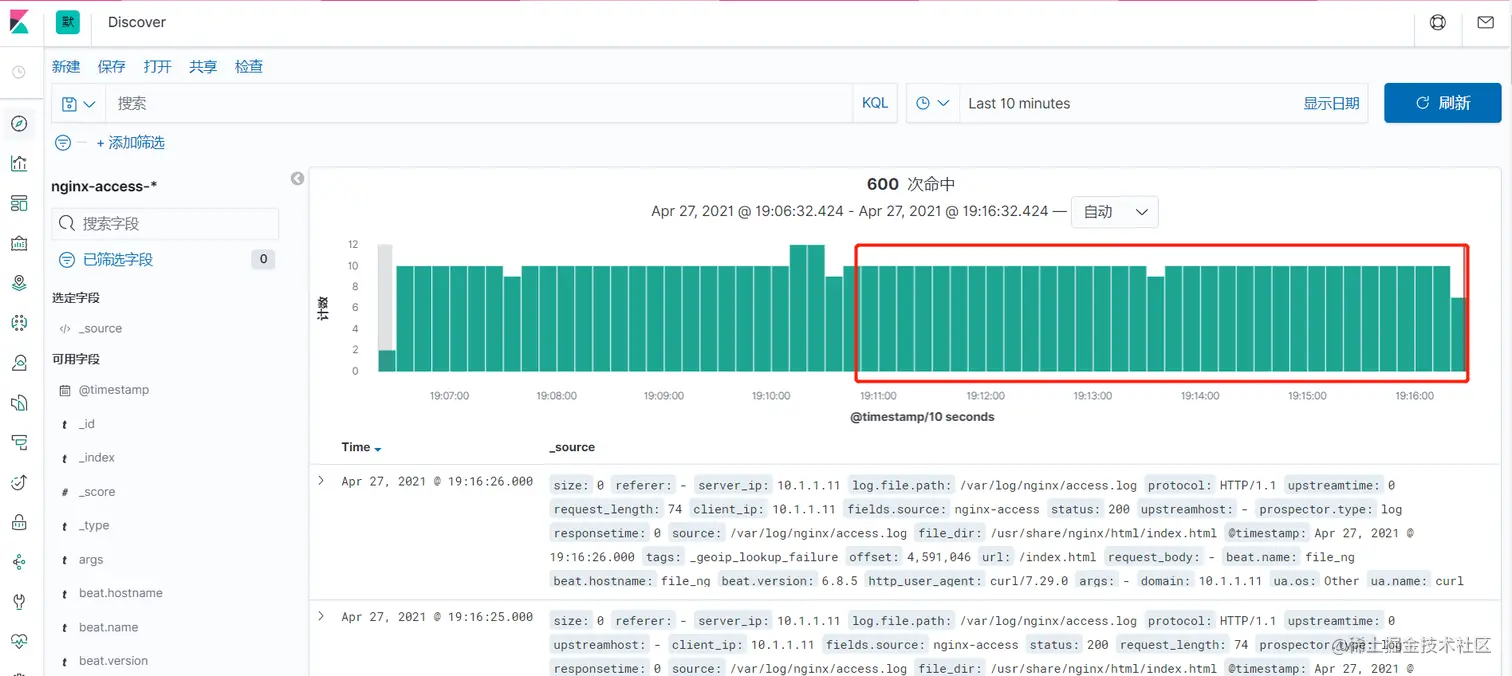 默 Discover
新建 保存 打开 共享 检查
搜索 KQL Last 10 minutes 显示日期 刷新
+ 添加筛选
nginx-access-*
搜索字段
已筛选字段 0
选定字段
</> _source
可用字段
@timestamp
t _id
t _index
# _score
t _type
t args
t beat.hostname
t beat.name
t beat.version
600 次命中
Apr 27, 2021 @ 19:06:32.424 - Apr 27, 2021 @ 19:16:32.424 — 自动
计数
12
10
8
6
4
2
0
19:07:00 19:08:00 19:09:00 19:10:00 19:11:00 19:12:00 19:13:00 19:14:00 19:15:00 19:16:00
@timestamp/10 seconds
Time _source
Apr 27, 2021 @ 19:16:26.000 size: 0 referer: - server_ip: 10.1.1.11 log.file.path: /var/log/nginx/access.log protocol: HTTP/1.1 upstreamtime: 0
request_length: 74 client_ip: 10.1.1.11 fields.source: nginx-access status: 200 upstreamhost: - prospector.type: log
responsetime: 0 source: /var/log/nginx/access.log file_dir: /usr/share/nginx/html/index.html @timestamp: Apr 27, 2021 @
19:16:26.000 tags: _geoip_lookup_failure offset: 4,591,046 url: /index.html request_body: - beat.name: file_ng
beat.hostname: file_ng beat.version: 6.8.5 http_user_agent: curl/7.29.0 args: - domain: 10.1.1.11 ua.os: Other ua.name: curl
Apr 27, 2021 @ 19:16:25.000 size: 0 referer: - server_ip: 10.1.1.11 log.file.path: /var/log/nginx/access.log protocol: HTTP/1.1 upstreamtime: 0
upstreamhost: - client_ip: 10.1.1.11 fields.source: nginx-access status: 200 request_length: 74 prospector.type: log
responsetime: 0 source: /var/log/nginx/access.log file_dir: /usr/share/nginx/html/index.html @timestamp: Apr 27, 2021 @
@稀土掘金技术社区